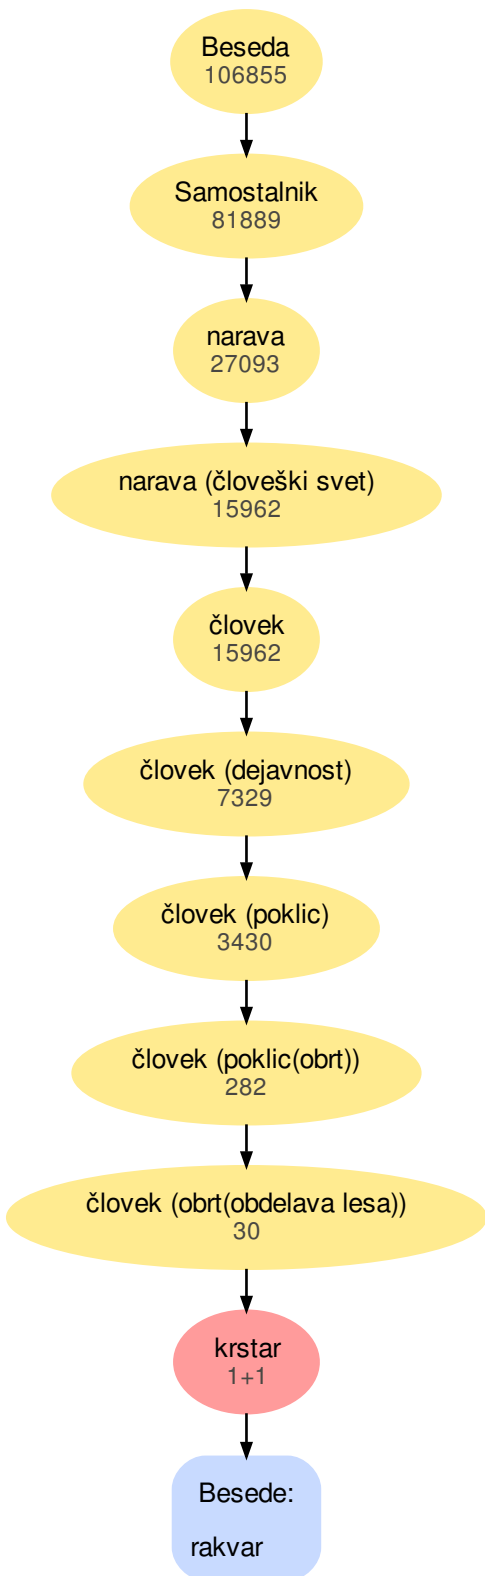 Beseda
106855
Samostalnik
81889
narava
27093
narava (človeški svet)
15962
človek
15962
človek (dejavnost)
7329
človek (poklic)
3430
človek (poklic(obrt))
282
človek (obrt(obdelava lesa))
30
krstar
1+1
Besede:
rakvar